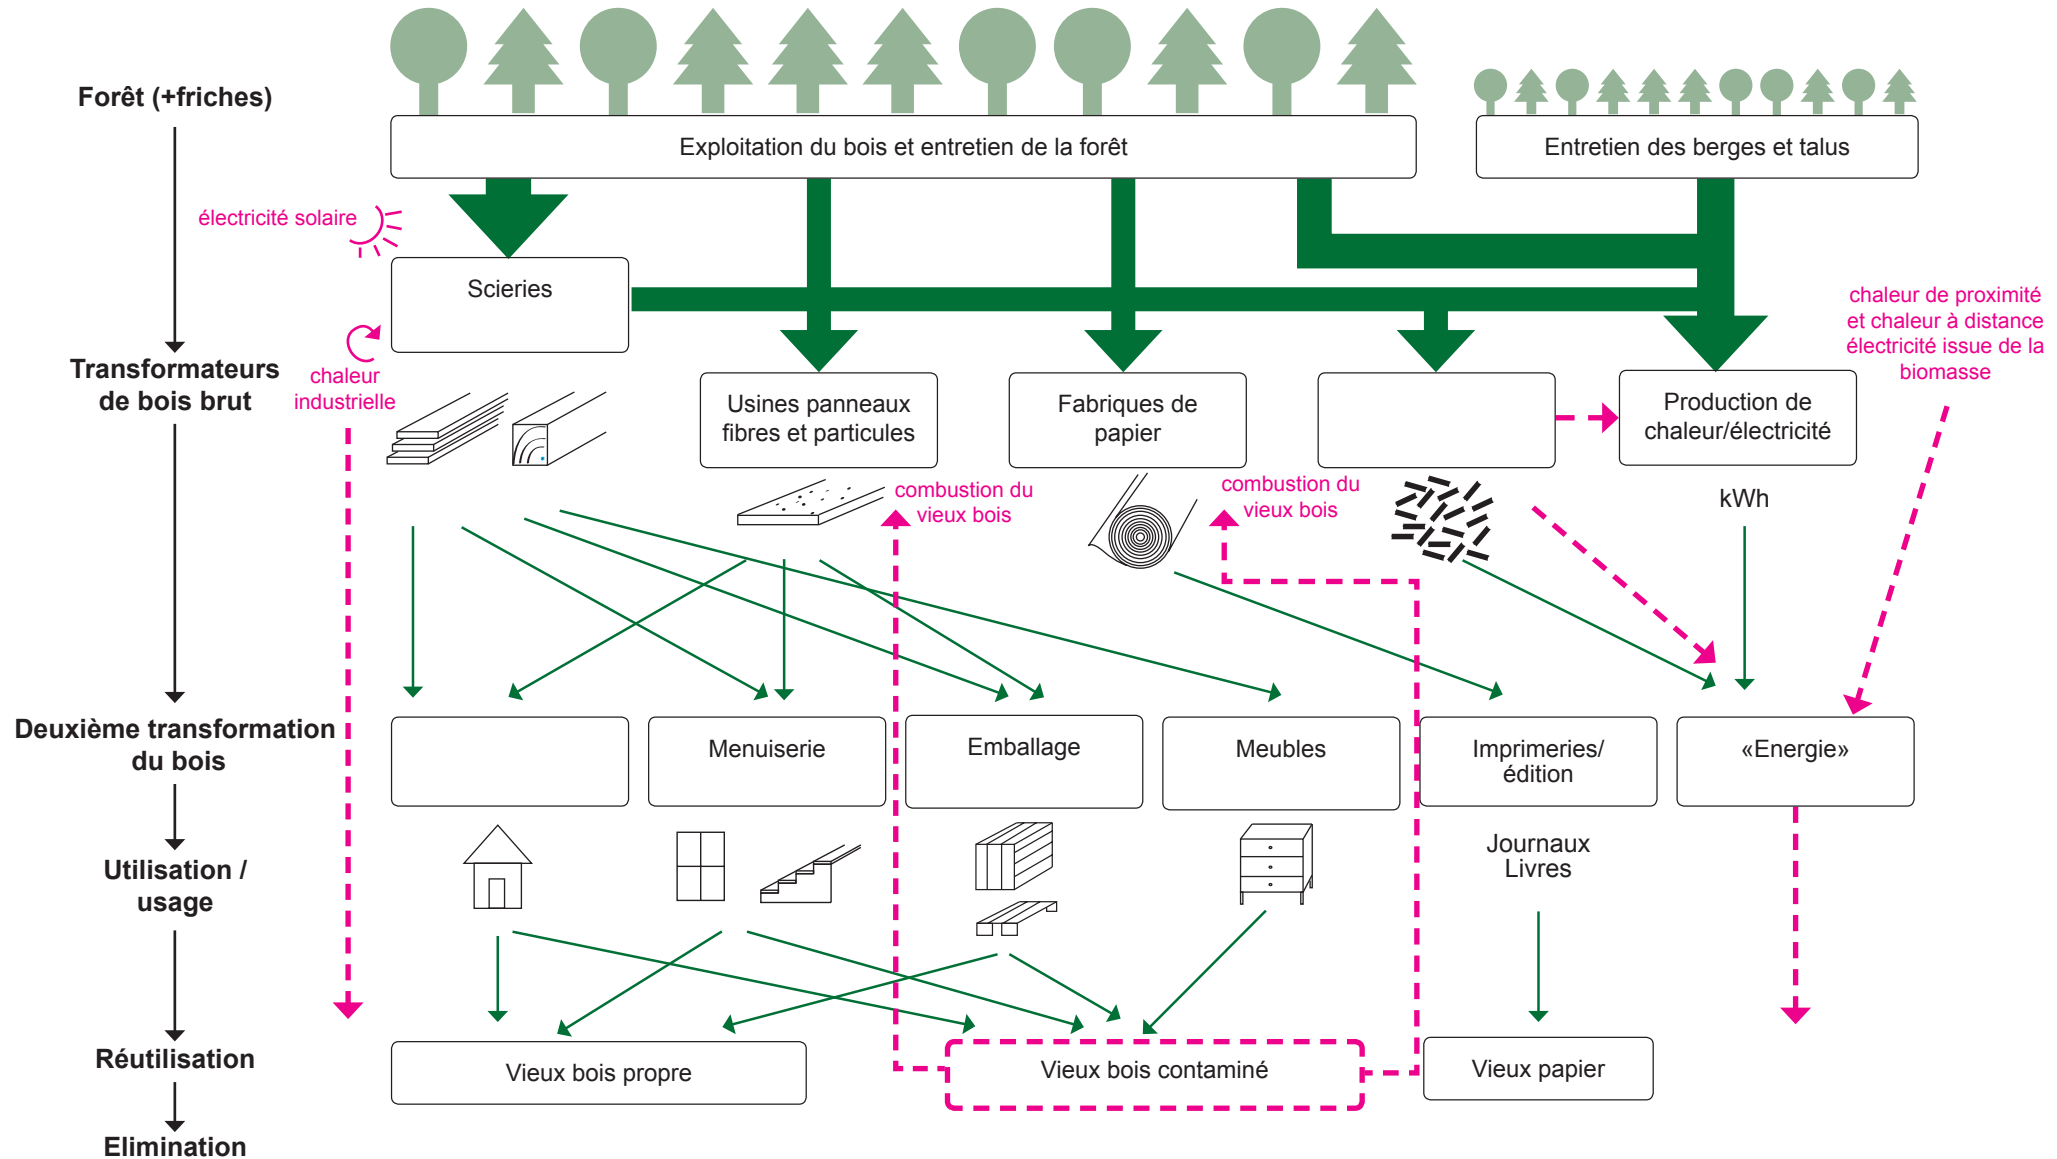 Forêt (+friches)
Exploitation du bois et entretien de la forêt
Entretien des berges et talus
électricité solaire
Scieries
chaleur de proximité
et chaleur à distance
électricité issue de la
biomasse
Transformateurs
de bois brut
chaleur
industrielle
Usines panneaux
fibres et particules
Fabriques de
papier
Production de
chaleur/électricité
combustion du
vieux bois
combustion du
vieux bois
kWh
Deuxième transformation
du bois
Menuiserie
Emballage
Meubles
Imprimeries/
édition
«Energie»
Utilisation /
usage
Journaux
Livres
Réutilisation
Vieux bois propre
Vieux bois contaminé
Vieux papier
Elimination